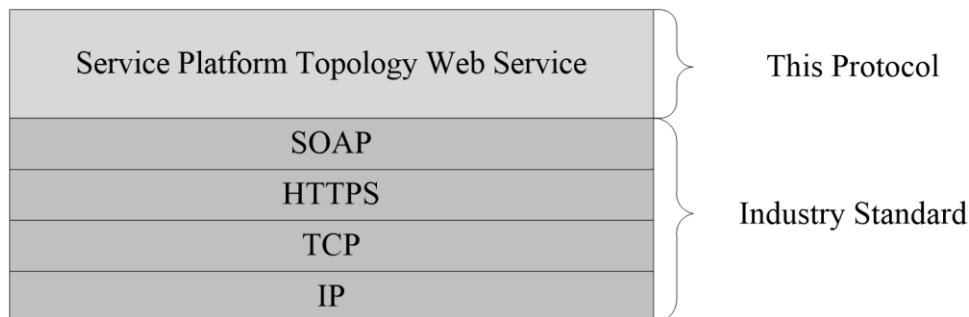 Service Platform Topology Web Service
This Protocol
SOAP
HTTPS
TCP
IP
Industry Standard